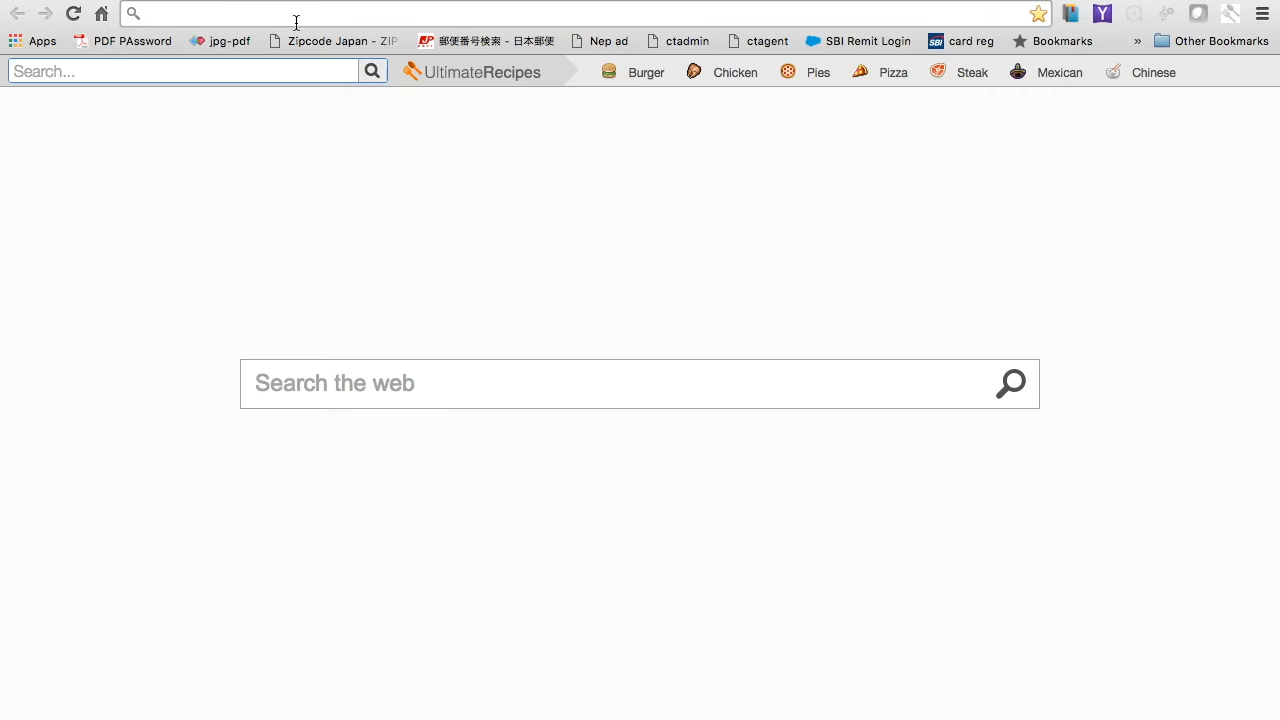 Apps PDF PAssword jpg-pdf Zipcode Japan - ZIP 郵便番号検索 - 日本郵便 Nep ad ctadmin ctagent SBI Remit Login SBI card reg Bookmarks » Other Bookmarks
Search... UltimateRecipes Burger Chicken Pies Pizza Steak Mexican Chinese
Search the web